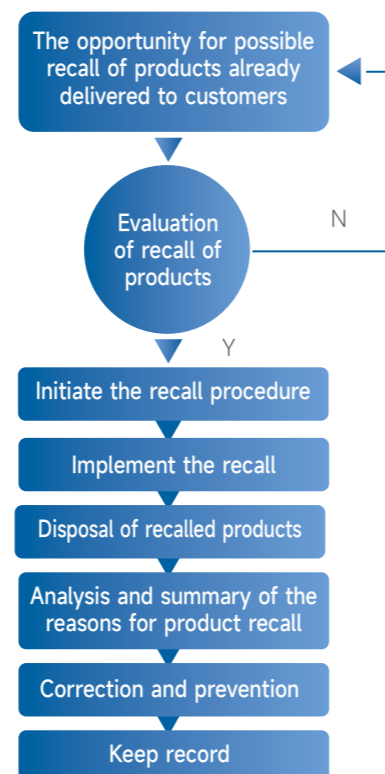 The opportunity for possible
recall of products already
delivered to customers
Evaluation
of recall of
products
N
Y
Initiate the recall procedure
Implement the recall
Disposal of recalled products
Analysis and summary of the
reasons for product recall
Correction and prevention
Keep record